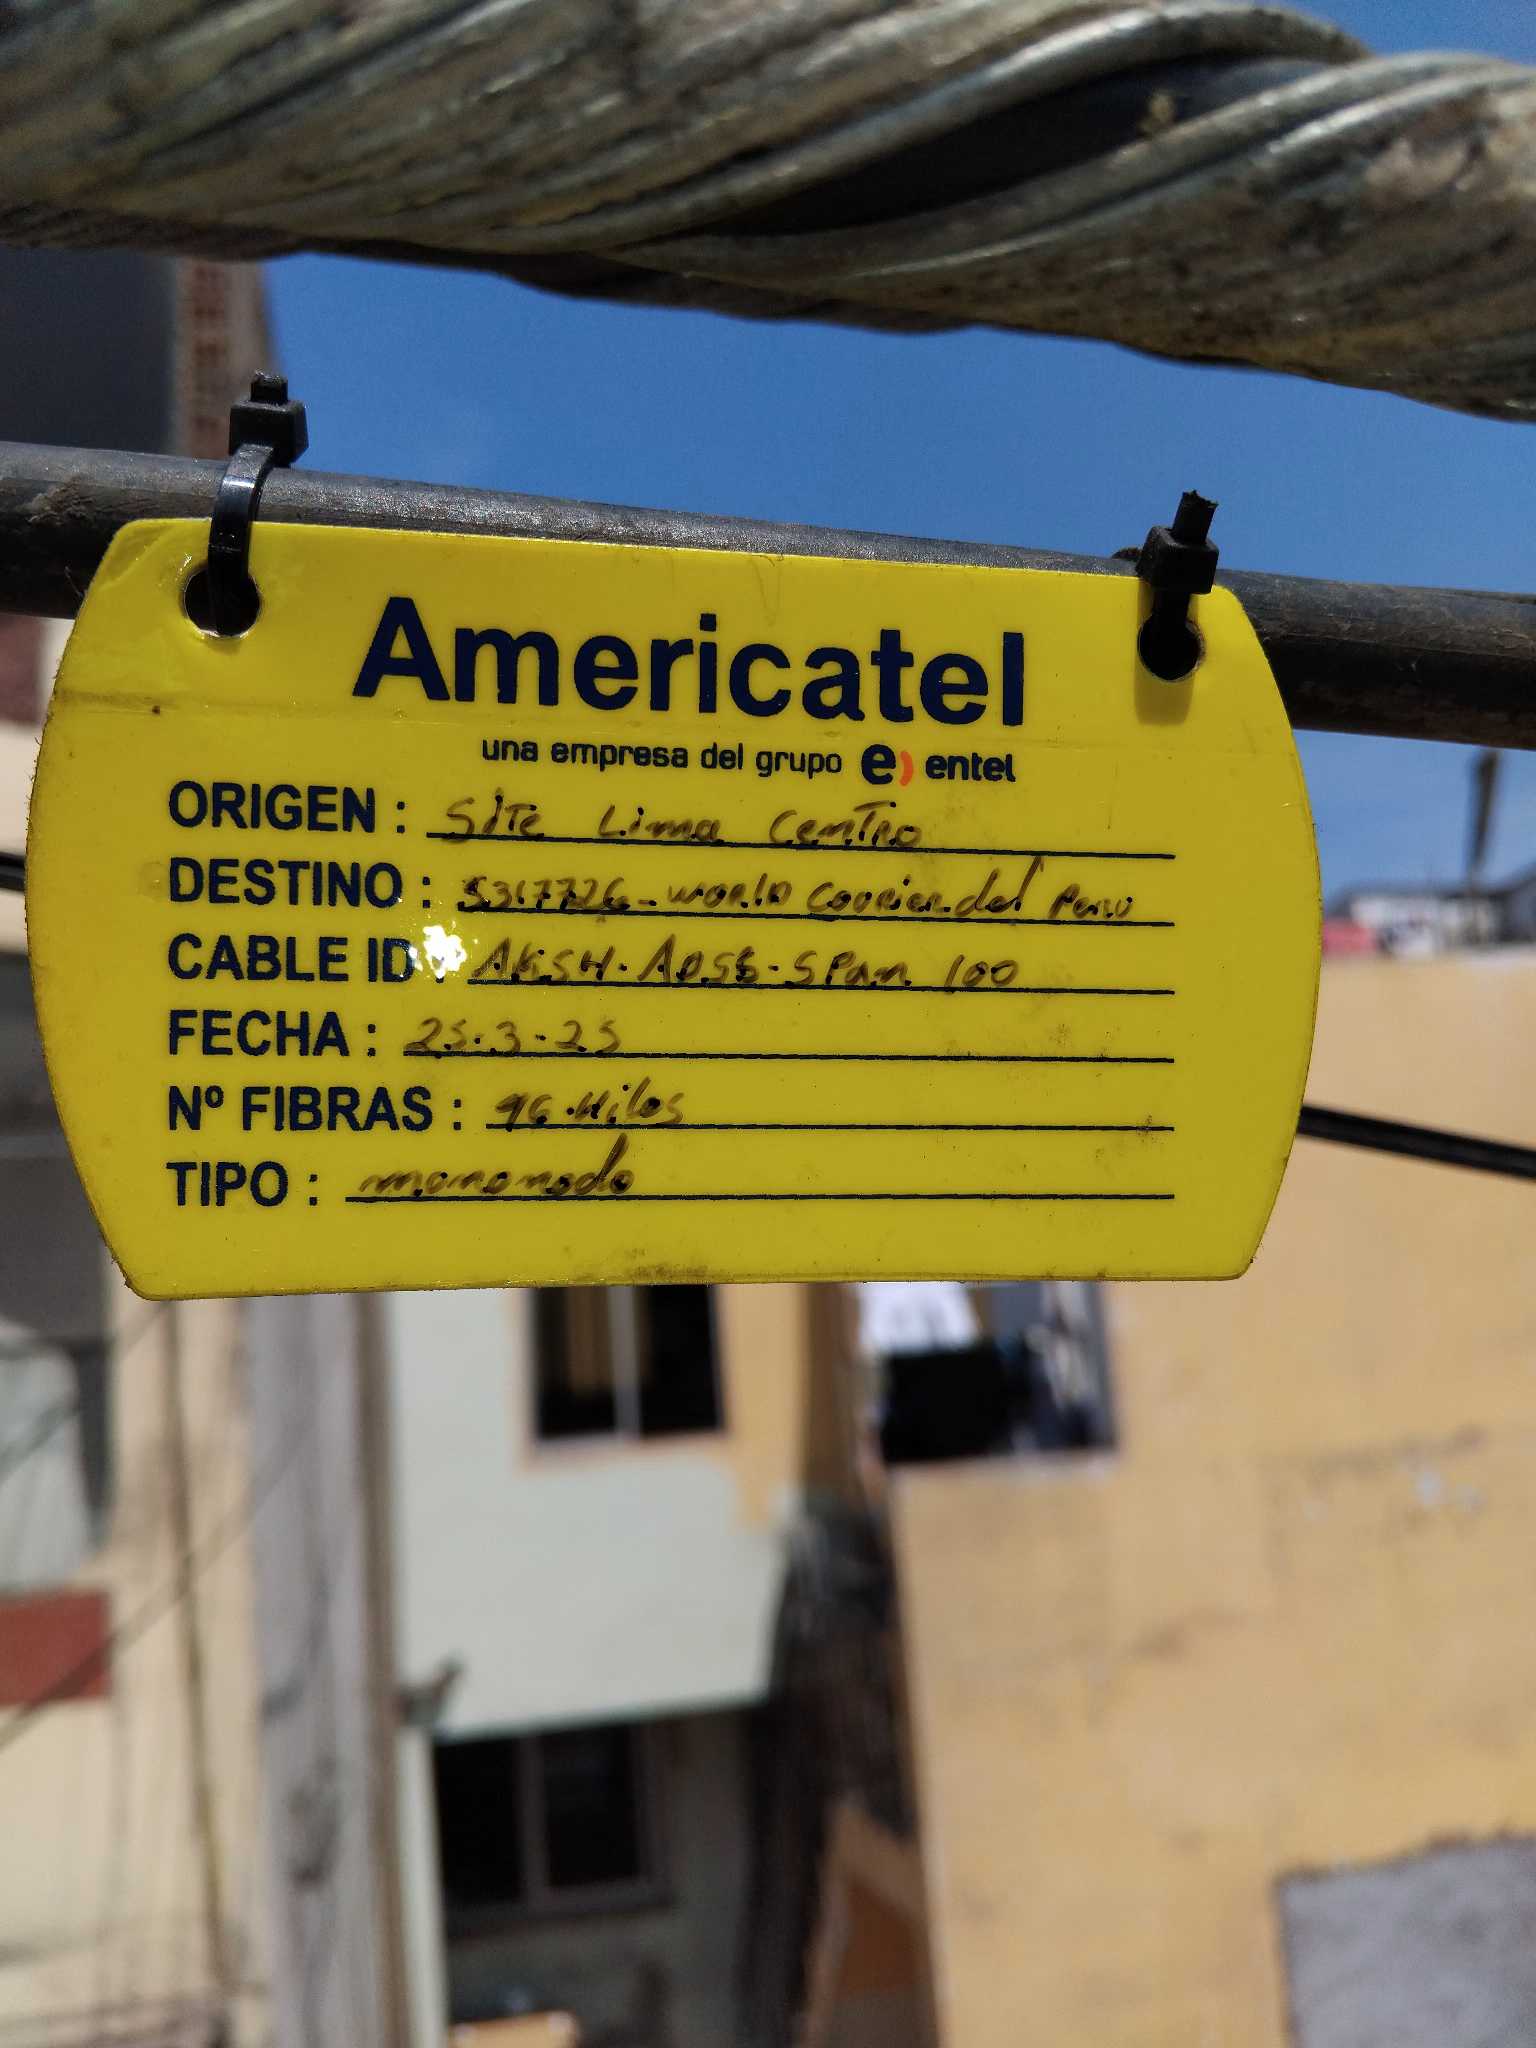 Americatel
una empresa del grupo e) entel
ORIGEN : Site Lima Centro
DESTINO : 5317726-World Courier del Peru
CABLE ID : AKSH-ADSS-SPan 100
FECHA : 25-3-25
Nº FIBRAS : 96 Hilos
TIPO : monomodo